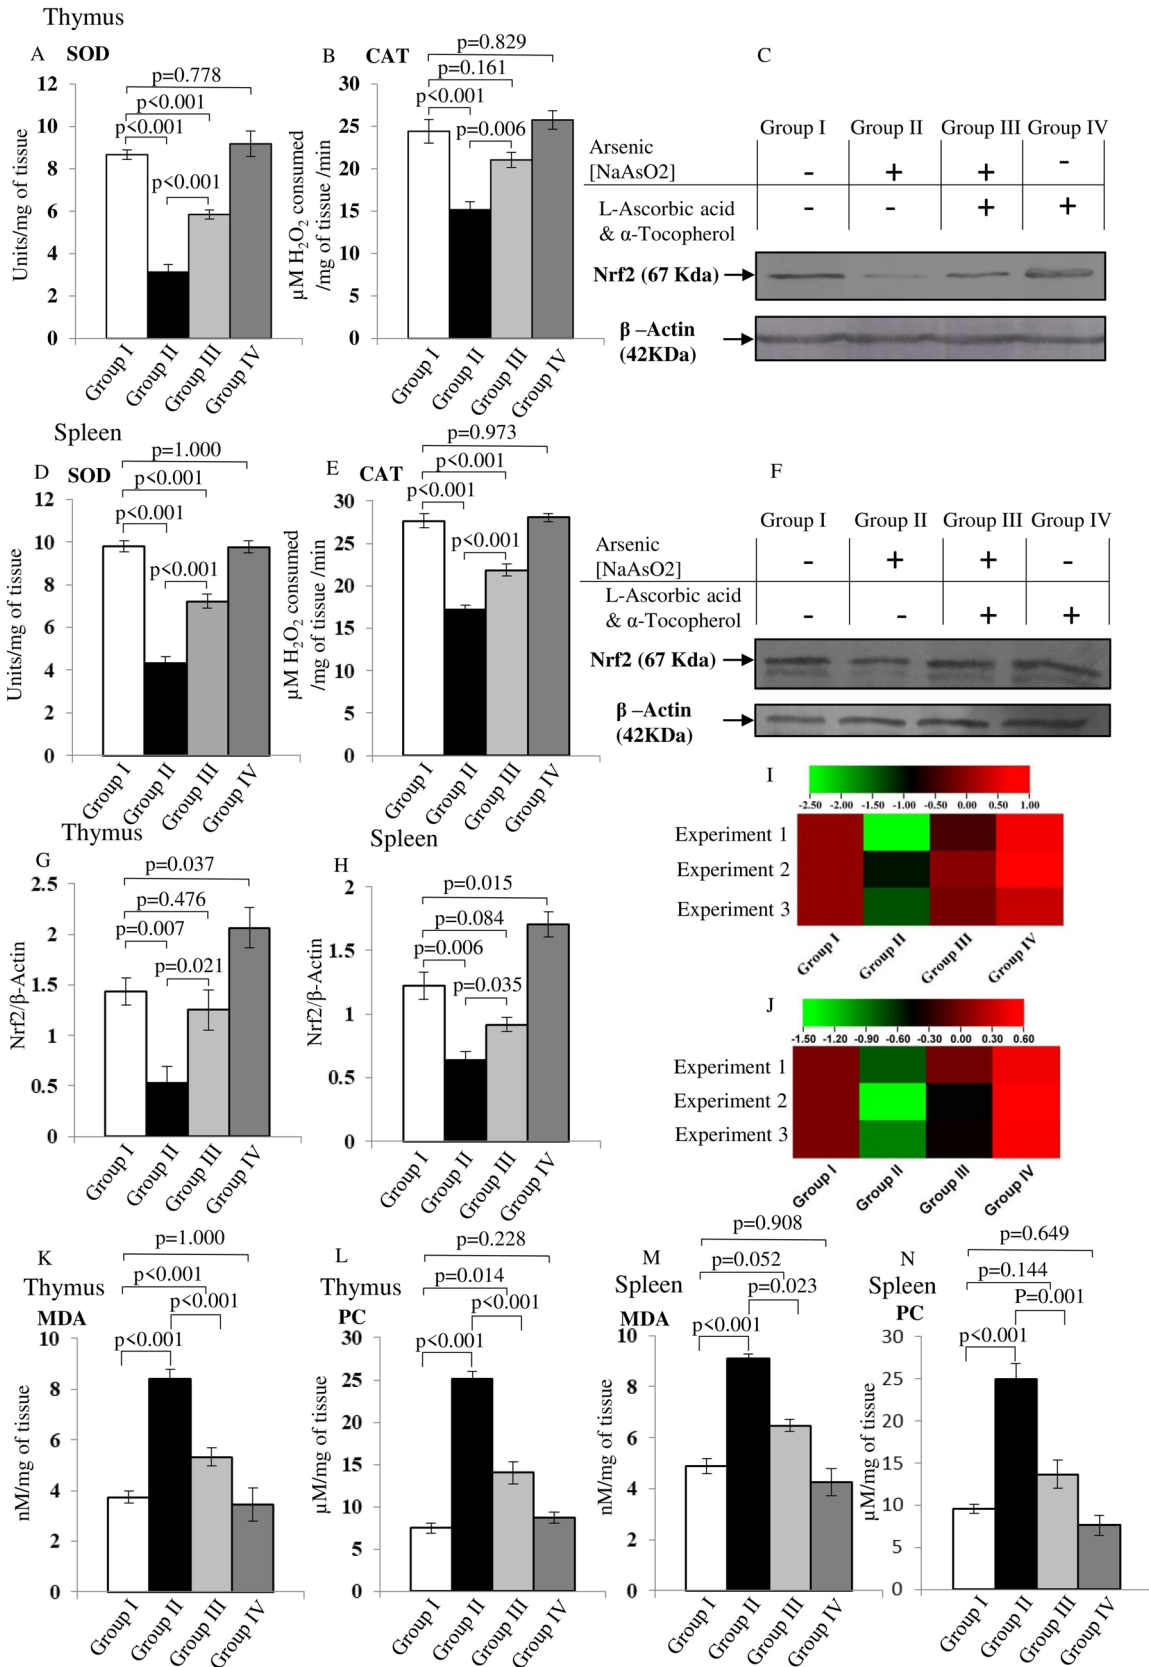 Thymus
A SOD
p=0.778
p<0.001
p<0.001
p<0.001
Units/mg of tissue
12
10
8
6
4
2
0
Group I
Group II
Group III
Group IV
B CAT
p=0.829
p=0.161
p<0.001
p=0.006
µM H2O2 consumed
/mg of tissue /min
30
25
20
15
10
5
0
Group I
Group II
Group III
Group IV
C
Group I Group II Group III Group IV
Arsenic
[NaAsO2]
- + + -
L-Ascorbic acid
& α-Tocopherol
- - + +
Nrf2 (67 Kda)
β –Actin
(42KDa)
Spleen
D SOD
p=1.000
p<0.001
p<0.001
p<0.001
Units/mg of tissue
12
10
8
6
4
2
0
Group I
Group II
Group III
Group IV
E CAT
p=0.973
p<0.001
p<0.001
p<0.001
µM H2O2 consumed
/mg of tissue /min
30
25
20
15
10
5
0
Group I
Group II
Group III
Group IV
F
Group I Group II Group III Group IV
Arsenic
[NaAsO2]
- + + -
L-Ascorbic acid
& α-Tocopherol
- - + +
Nrf2 (67 Kda)
β –Actin
(42KDa)
Thymus
G
p=0.037
p=0.476
p=0.007
p=0.021
Nrf2/β-Actin
2.5
2
1.5
1
0.5
0
Group I
Group II
Group III
Group IV
Spleen
H
p=0.015
p=0.084
p=0.006
p=0.035
Nrf2/β-Actin
2
1.5
1
0.5
0
Group I
Group II
Group III
Group IV
I
-2.50 -2.00 -1.50 -1.00 -0.50 0.00 0.50 1.00
Experiment 1
Experiment 2
Experiment 3
Group I
Group II
Group III
Group IV
J
-1.50 -1.20 -0.90 -0.60 -0.30 0.00 0.30 0.60
Experiment 1
Experiment 2
Experiment 3
Group I
Group II
Group III
Group IV
K
Thymus
MDA
p=1.000
p<0.001
p<0.001
p<0.001
nM/mg of tissue
10
8
6
4
2
0
Group I
Group II
Group III
Group IV
L
Thymus
PC
p=0.228
p=0.014
p<0.001
p<0.001
µM/mg of tissue
30
25
20
15
10
5
0
Group I
Group II
Group III
Group IV
M
Spleen
MDA
p=0.908
p=0.052
p=0.023
p<0.001
nM/mg of tissue
10
8
6
4
2
0
Group I
Group II
Group III
Group IV
N
Spleen
PC
p=0.649
p=0.144
P=0.001
p<0.001
µM/mg of tissue
30
25
20
15
10
5
0
Group I
Group II
Group III
Group IV